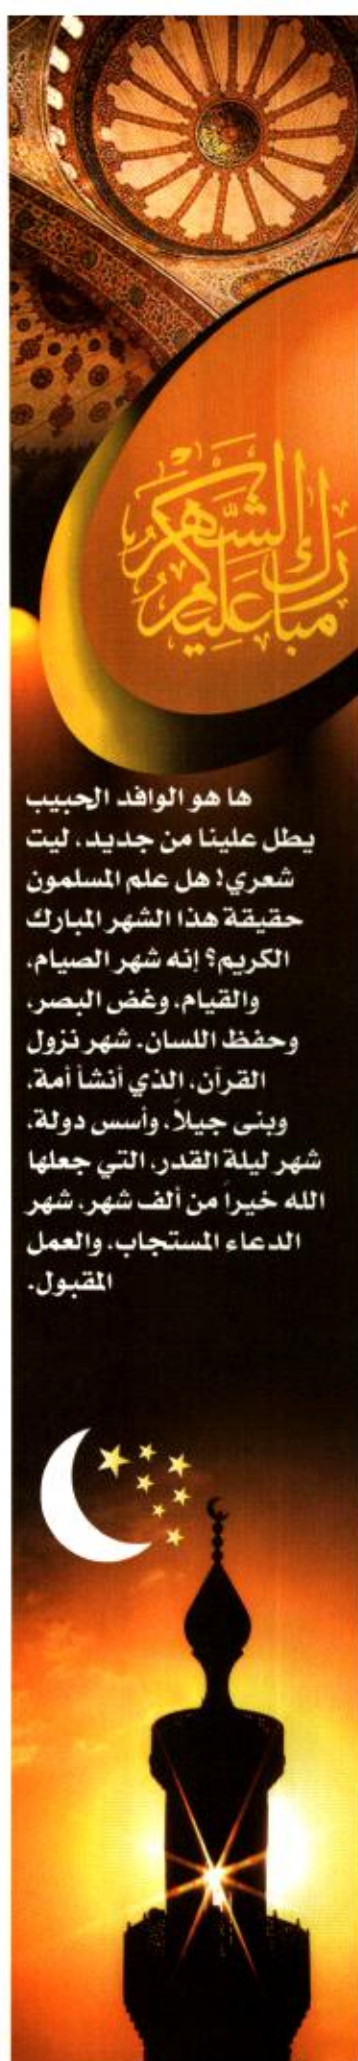 مبارك عليكم الشهر
ها هو الوافد الحبيب
يطل علينا من جديد، ليت
شعري! هل علم المسلمون
حقيقة هذا الشهر المبارك
الكريم؟ إنه شهر الصيام،
والقيام، وغض البصر،
وحفظ اللسان. شهر نزول
القرآن، الذي أنشأ أمة،
وبنى جيلاً، وأسس دولة،
شهر ليلة القدر، التي جعلها
الله خيراً من ألف شهر، شهر
الدعاء المستجاب، والعمل
المقبول.